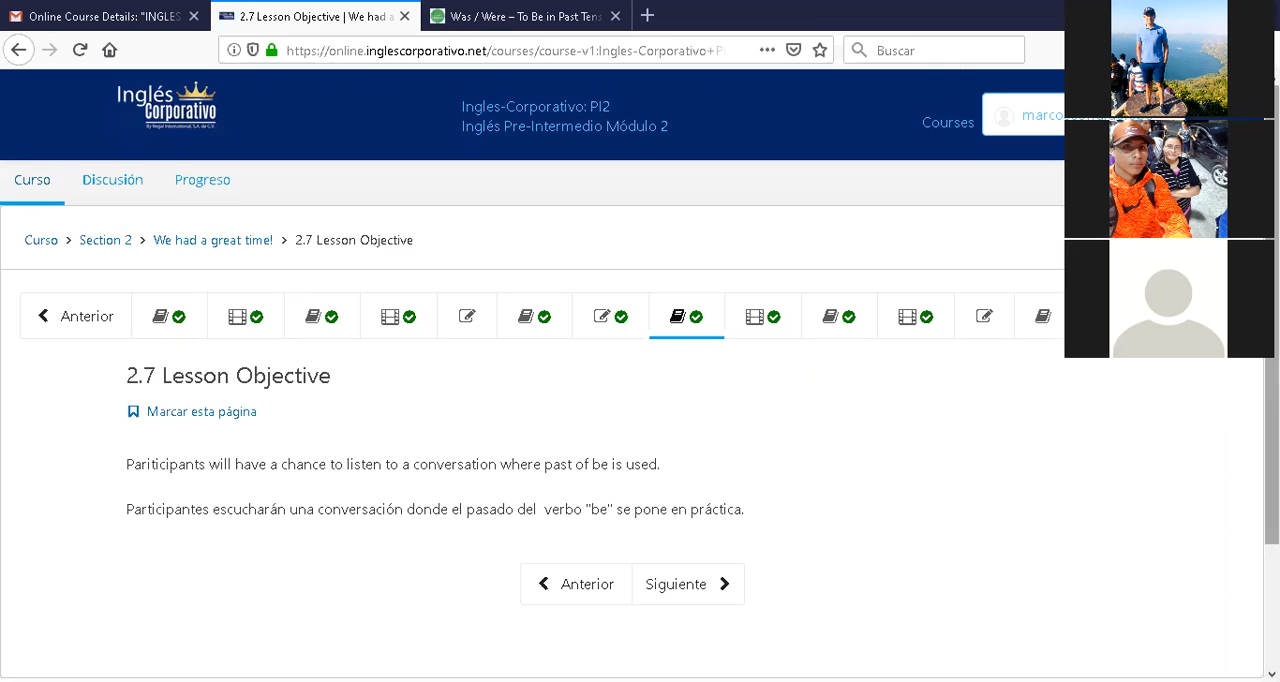 Online Course Details: "INGLES
2.7 Lesson Objective | We had a
Was / Were – To Be in Past Tens
https://online.inglescorporativo.net/courses/course-v1:Ingles-Corporativo+P
Buscar
Inglés
Corporativo
By Regal International, S.A. de C.V.
Ingles-Corporativo: PI2
Inglés Pre-Intermedio Módulo 2
Courses
marco
Curso
Discusión
Progreso
Curso > Section 2 > We had a great time! > 2.7 Lesson Objective
Anterior
2.7 Lesson Objective
Marcar esta página
Pariticipants will have a chance to listen to a conversation where past of be is used.
Participantes escucharán una conversación donde el pasado del verbo "be" se pone en práctica.
Anterior
Siguiente